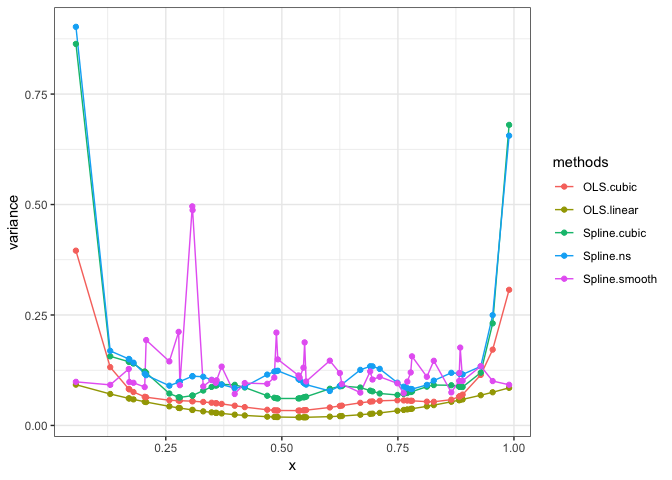 0.75
0.50
0.25
0.00
variance
0.25
0.50
0.75
1.00
x
methods
OLS.cubic
OLS.linear
Spline.cubic
Spline.ns
Spline.smooth